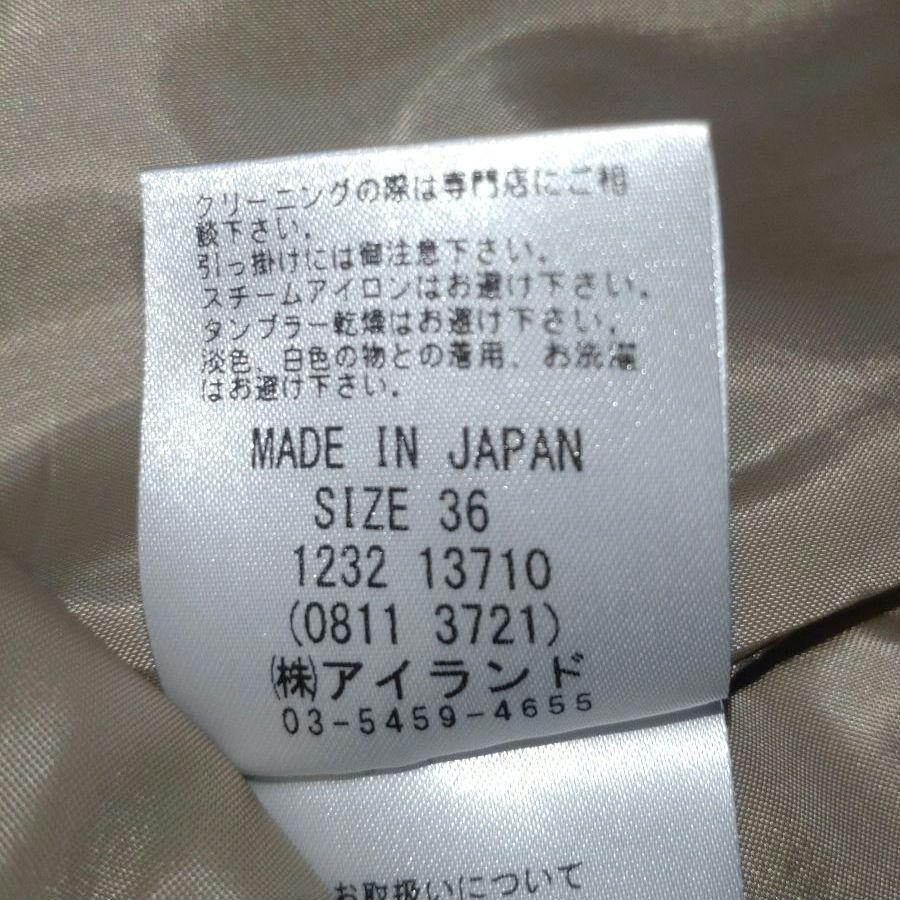 クリーニングの際は専門店にご相
談下さい.
引っ掛けには御注意下さい.
スチームアイロンはお避け下さい.
タンブラー乾燥はお避け下さい.
淡色、白色の物との着用、お洗濯
はお避け下さい.
MADE IN JAPAN
SIZE 36
1232 13710
(0811 3721)
㈱アイランド
03-5459-4655
お取扱いについて